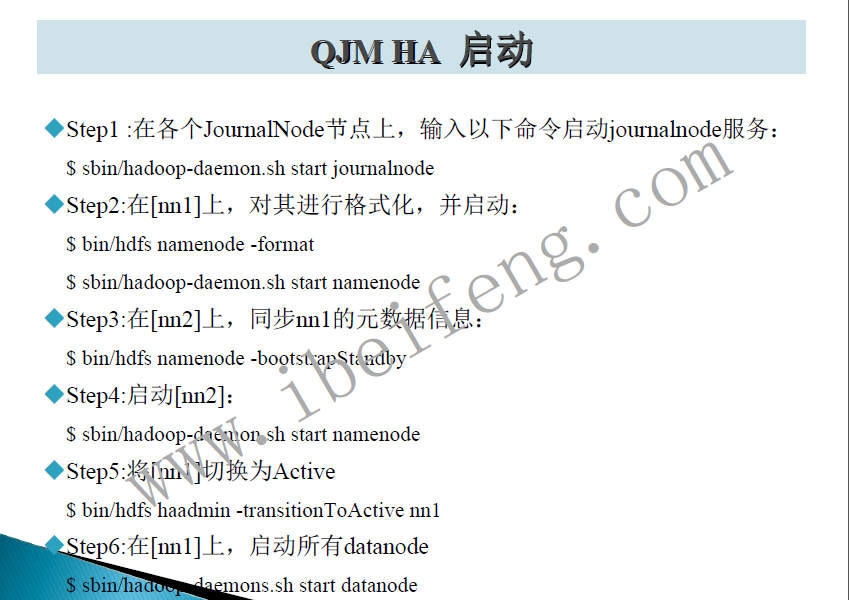 QJM HA 启动
Step1 :在各个JournalNode节点上，输入以下命令启动journalnode服务：
$ sbin/hadoop-daemon.sh start journalnode
Step2:在[nn1]上，对其进行格式化，并启动：
$ bin/hdfs namenode -format
$ sbin/hadoop-daemon.sh start namenode
Step3:在[nn2]上，同步nn1的元数据信息：
$ bin/hdfs namenode -bootstrapStandby
Step4:启动[nn2]：
$ sbin/hadoop-daemon.sh start namenode
Step5:将[nn1]切换为Active
$ bin/hdfs haadmin -transitionToActive nn1
Step6:在[nn1]上，启动所有datanode
$ sbin/hadoop-daemons.sh start datanode
www.ibeifeng.com